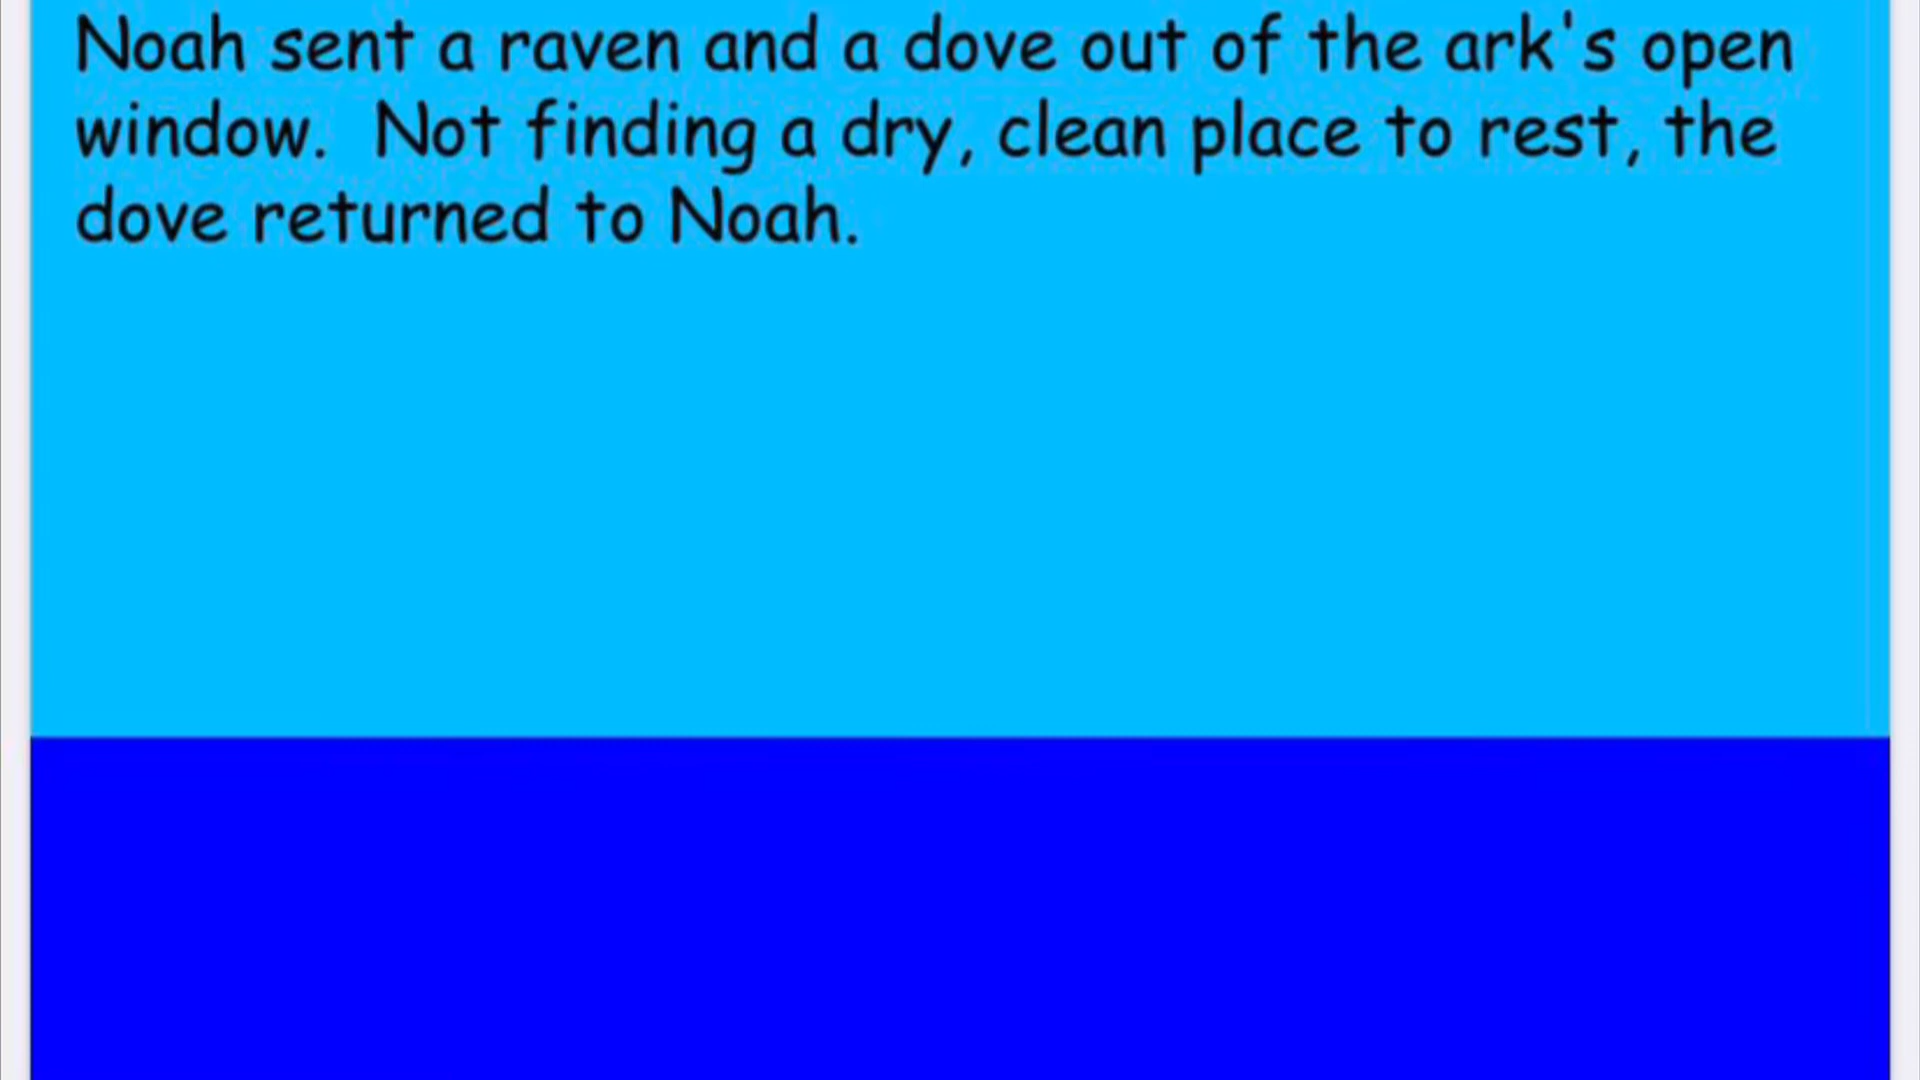 Noah sent a raven and a dove out of the ark's open
window.  Not finding a dry, clean place to rest, the
dove returned to Noah.